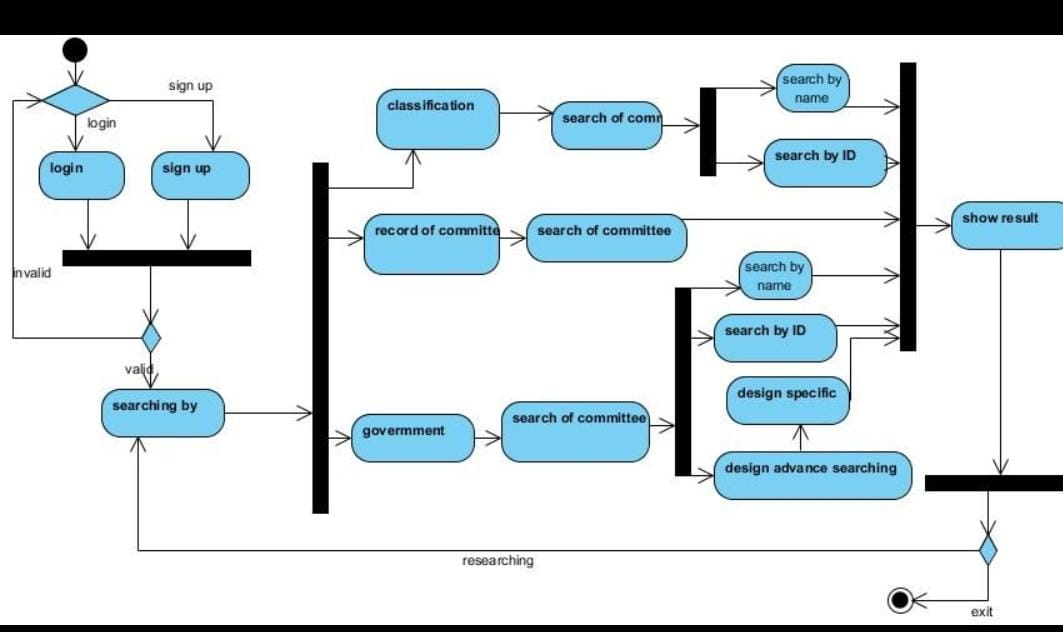 sign up
login
login
sign up
invalid
valid
searching by
classification
search of comr
search by
name
search by ID
record of committe
search of committee
show result
search by
name
search by ID
design specific
govermment
search of committee
design advance searching
researching
exit